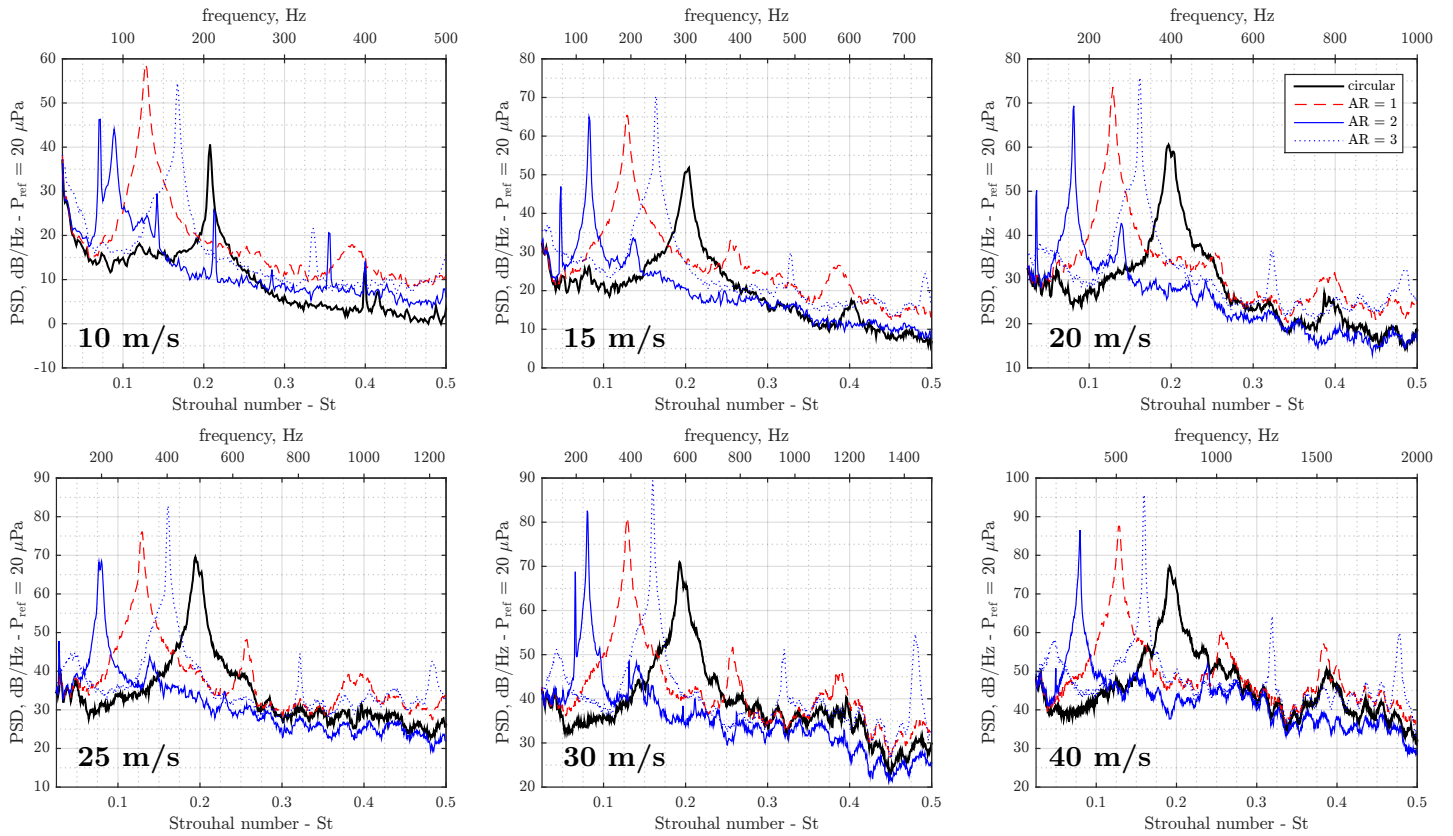 frequency, Hz
100 200 300 400 500
PSD, dB/Hz - P_ref = 20 μPa
60
50
40
30
20
10
0
-10
10 m/s
0.1 0.2 0.3 0.4 0.5
Strouhal number - St
frequency, Hz
100 200 300 400 500 600 700
PSD, dB/Hz - P_ref = 20 μPa
80
70
60
50
40
30
20
10
0
15 m/s
0.1 0.2 0.3 0.4 0.5
Strouhal number - St
frequency, Hz
200 400 600 800 1000
PSD, dB/Hz - P_ref = 20 μPa
80
70
60
50
40
30
20
10
circular
AR = 1
AR = 2
AR = 3
20 m/s
0.1 0.2 0.3 0.4 0.5
Strouhal number - St
frequency, Hz
200 400 600 800 1000 1200
PSD, dB/Hz - P_ref = 20 μPa
90
80
70
60
50
40
30
20
10
25 m/s
0.1 0.2 0.3 0.4 0.5
Strouhal number - St
frequency, Hz
200 400 600 800 1000 1200 1400
PSD, dB/Hz - P_ref = 20 μPa
90
80
70
60
50
40
30
20
30 m/s
0.1 0.2 0.3 0.4 0.5
Strouhal number - St
frequency, Hz
500 1000 1500 2000
PSD, dB/Hz - P_ref = 20 μPa
100
90
80
70
60
50
40
30
20
40 m/s
0.1 0.2 0.3 0.4 0.5
Strouhal number - St